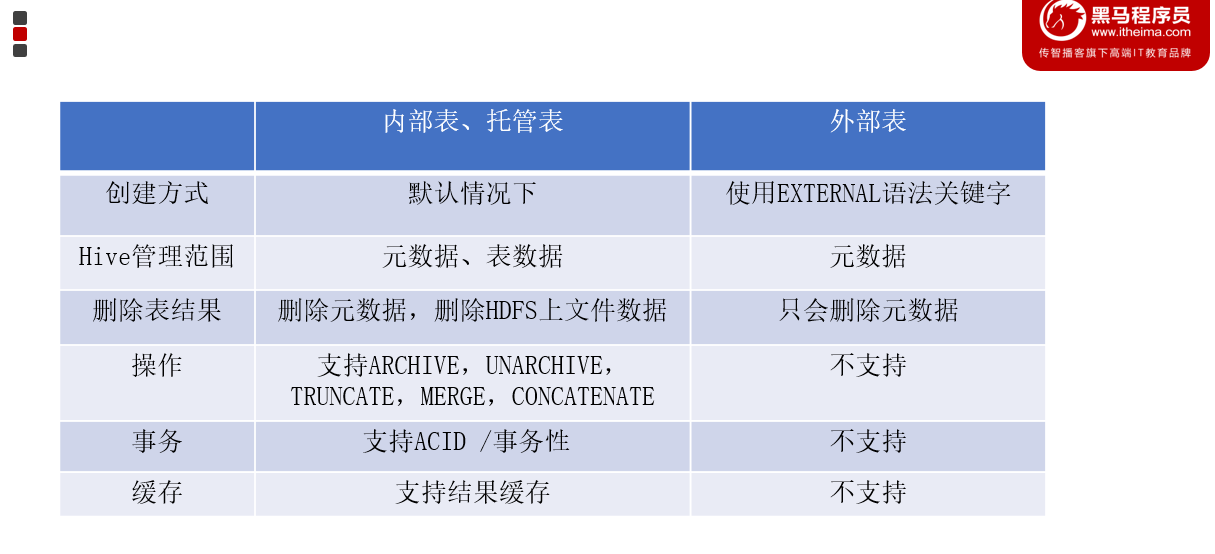 黑马程序员
www.itheima.com
传智播客旗下高端IT教育品牌
内部表、托管表 外部表
创建方式 默认情况下 使用EXTERNAL语法关键字
Hive管理范围 元数据、表数据 元数据
删除表结果 删除元数据，删除HDFS上文件数据 只会删除元数据
操作 支持ARCHIVE，UNARCHIVE， 不支持
TRUNCATE，MERGE，CONCATENATE
事务 支持ACID /事务性 不支持
缓存 支持结果缓存 不支持